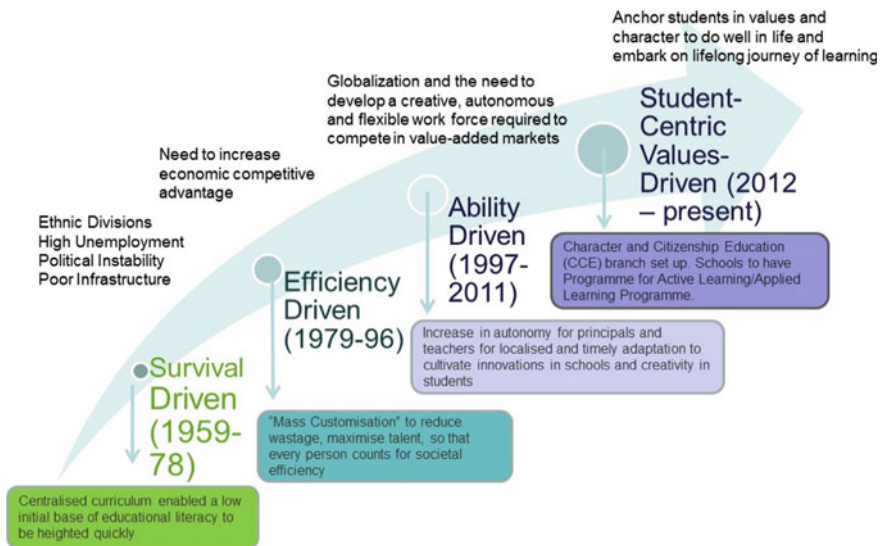 Anchor students in values and
character to do well in life and
embark on lifelong journey of learning
Globalization and the need to
develop a creative, autonomous
and flexible work force required to
compete in value-added markets
Student-
Centric
Values-
Driven (2012
– present)
Need to increase
economic competitive
advantage
Ability
Driven
(1997-
2011)
Ethnic Divisions
High Unemployment
Political Instability
Poor Infrastructure
Character and Citizenship Education
(CCE) branch set up. Schools to have
Programme for Active Learning/Applied
Learning Programme.
Efficiency
Driven
(1979-96)
Increase in autonomy for principals and
teachers for localised and timely adaptation to
cultivate innovations in schools and creativity in
students
Survival
Driven
(1959-
78)
"Mass Customisation" to reduce
wastage, maximise talent, so that
every person counts for societal
efficiency
Centralised curriculum enabled a low
initial base of educational literacy to
be heighted quickly